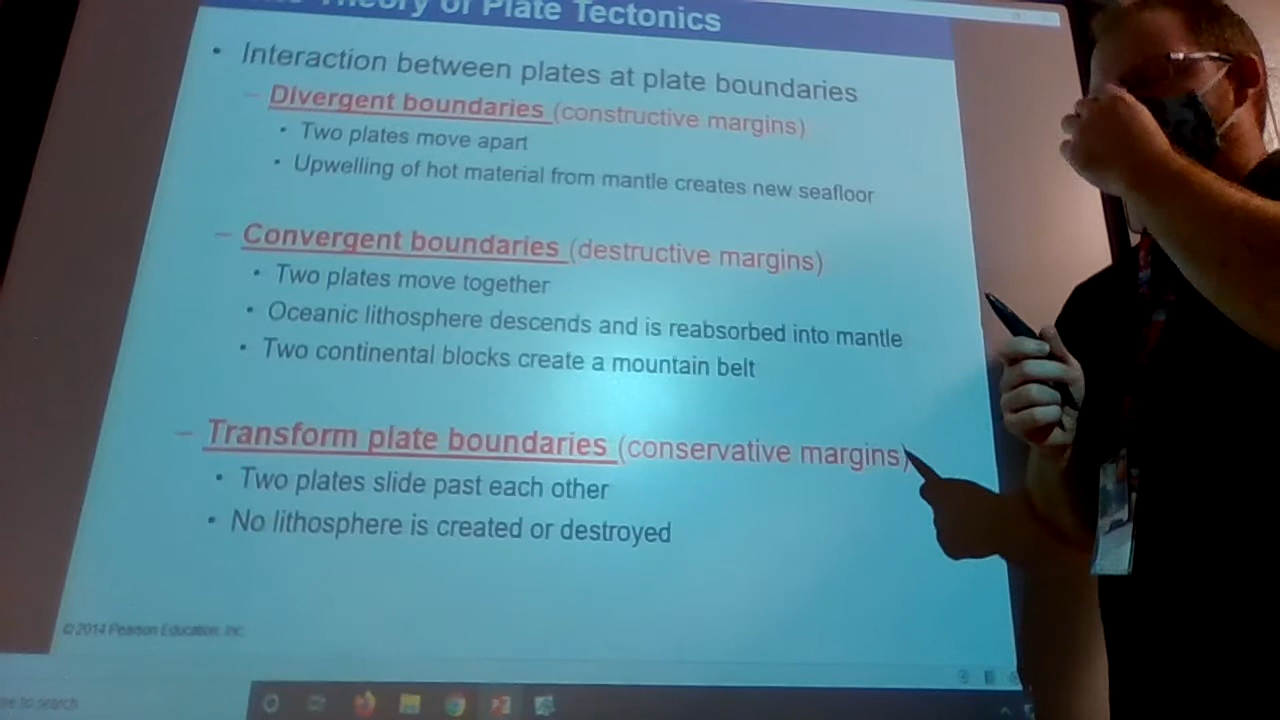 Theory of Plate Tectonics
• Interaction between plates at plate boundaries
– Divergent boundaries (constructive margins)
• Two plates move apart
• Upwelling of hot material from mantle creates new seafloor
– Convergent boundaries (destructive margins)
• Two plates move together
• Oceanic lithosphere descends and is reabsorbed into mantle
• Two continental blocks create a mountain belt
– Transform plate boundaries (conservative margins)
• Two plates slide past each other
• No lithosphere is created or destroyed
© 2014 Pearson Education, Inc.
to search